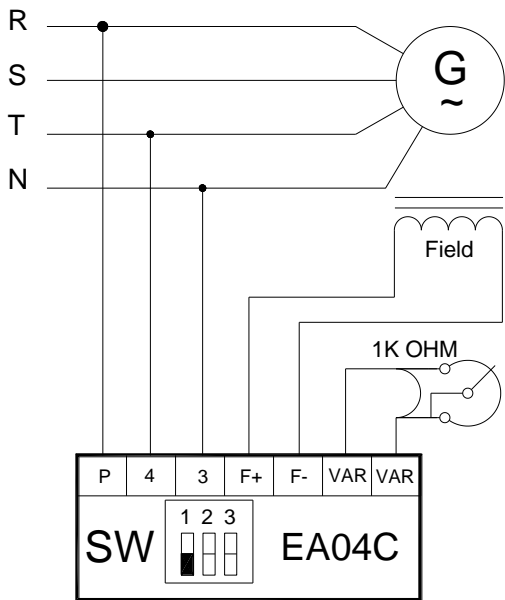 R
S
T
N
G
~
Field
1K OHM
P 4 3 F+ F- VAR VAR
1 2 3
SW EA04C